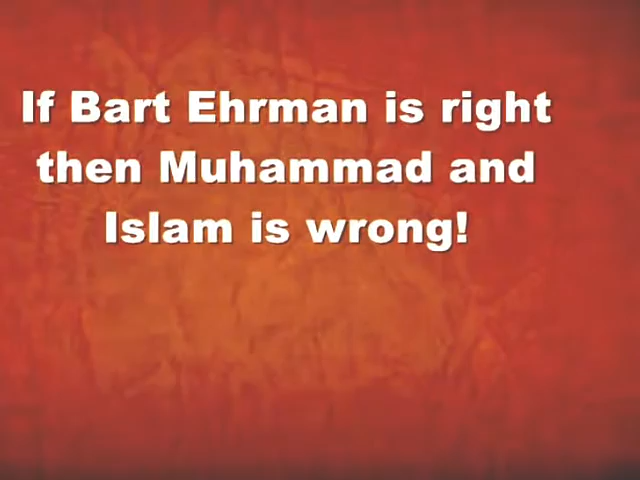 If Bart Ehrman is right
then Muhammad and
Islam is wrong!